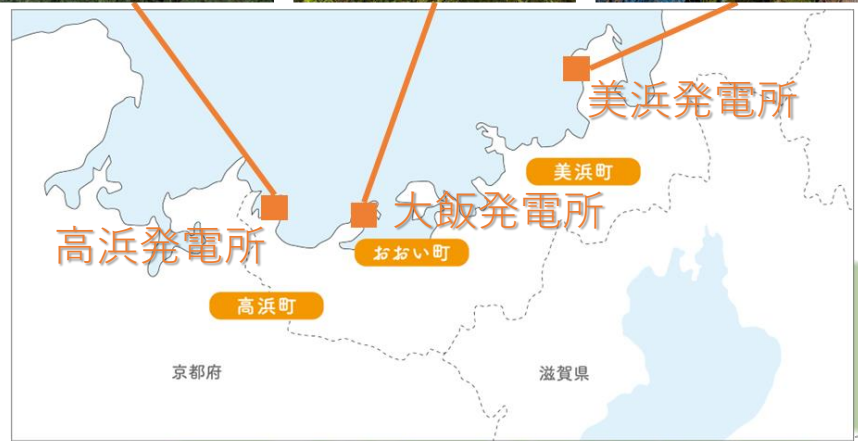 美浜発電所
美浜町
大飯発電所
高浜発電所
おおい町
高浜町
京都府
滋賀県